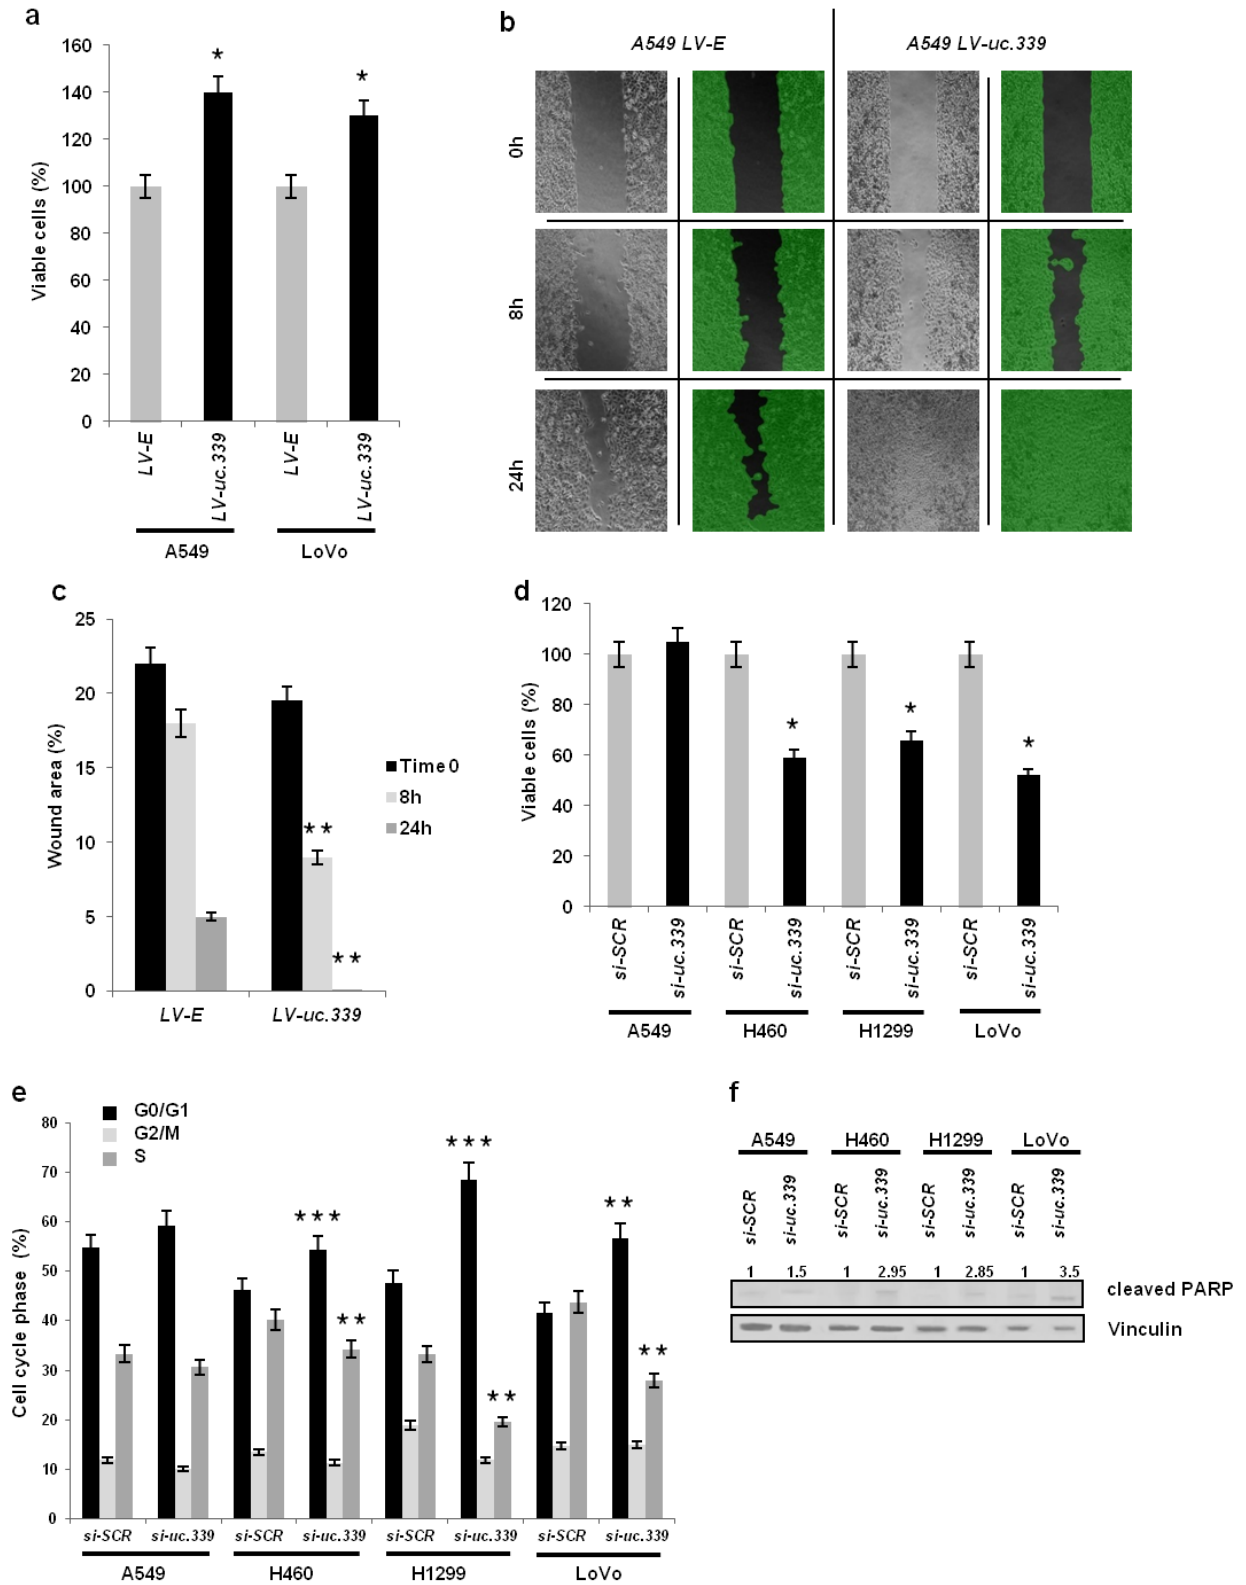 a
160
140
120
100
80
60
40
20
0
Viable cells (%)
*
*
LV-E
LV-uc.339
LV-E
LV-uc.339
A549
LoVo
b
A549 LV-E
A549 LV-uc.339
0h
8h
24h
c
25
20
15
10
5
0
Wound area (%)
**
**
LV-E
LV-uc.339
Time 0
8h
24h
d
120
100
80
60
40
20
0
Viable cells (%)
*
*
*
si-SCR
si-uc.339
si-SCR
si-uc.339
si-SCR
si-uc.339
si-SCR
si-uc.339
A549
H460
H1299
LoVo
e
G0/G1
G2/M
S
80
70
60
50
40
30
20
10
0
Cell cycle phase (%)
***
**
***
**
**
**
si-SCR
si-uc.339
si-SCR
si-uc.339
si-SCR
si-uc.339
si-SCR
si-uc.339
A549
H460
H1299
LoVo
f
A549
H460
H1299
LoVo
si-SCR
si-uc.339
si-SCR
si-uc.339
si-SCR
si-uc.339
si-SCR
si-uc.339
1 1.5 1 2.95 1 2.85 1 3.5
cleaved PARP
Vinculin